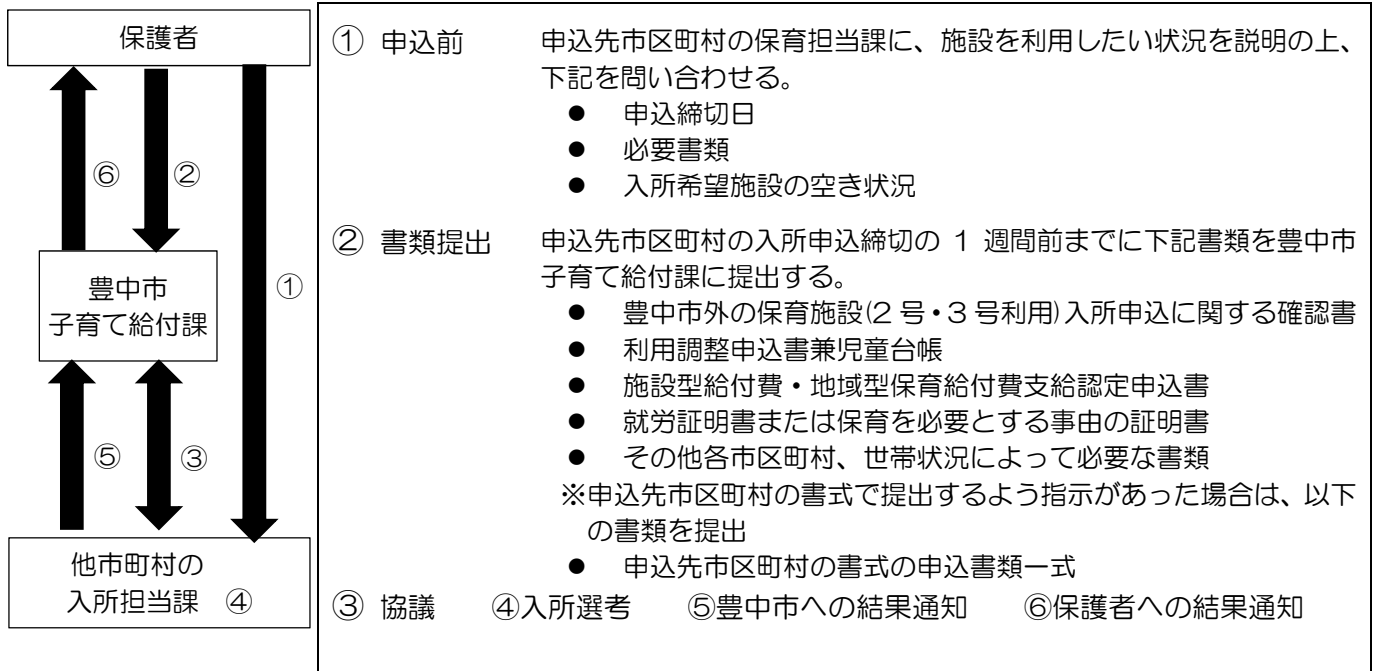 保護者
⑥
②
①
豊中市
子育て給付課
⑤
③
他市町村の
入所担当課 ④
① 申込前 申込先市区町村の保育担当課に、施設を利用したい状況を説明の上、
下記を問い合わせる。
● 申込締切日
● 必要書類
● 入所希望施設の空き状況
② 書類提出 申込先市区町村の入所申込締切の 1 週間前までに下記書類を豊中市
子育て給付課に提出する。
● 豊中市外の保育施設(2 号・3 号利用)入所申込に関する確認書
● 利用調整申込書兼児童台帳
● 施設型給付費・地域型保育給付費支給認定申込書
● 就労証明書または保育を必要とする事由の証明書
● その他各市区町村、世帯状況によって必要な書類
※申込先市区町村の書式で提出するよう指示があった場合は、以下
の書類を提出
● 申込先市区町村の書式の申込書類一式
③ 協議 ④入所選考 ⑤豊中市への結果通知 ⑥保護者への結果通知